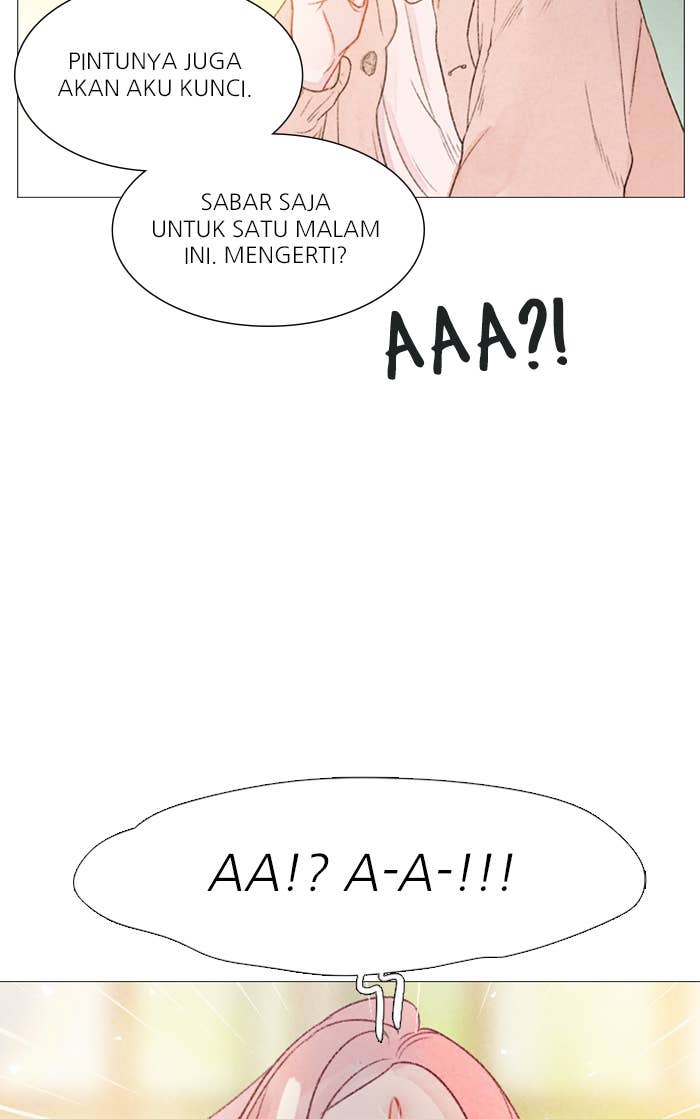 PINTUNYA JUGA
AKAN AKU KUNCI.
SABAR SAJA
UNTUK SATU MALAM
INI. MENGERTI?
AAA?!
AA!? A-A-!!!